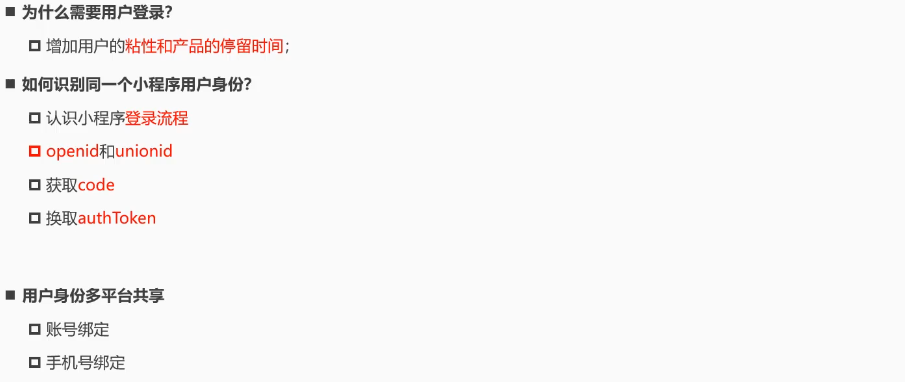 为什么需要用户登录？
增加用户的粘性和产品的停留时间；
如何识别同一个小程序用户身份？
认识小程序登录流程
openid和unionid
获取code
换取authToken
用户身份多平台共享
账号绑定
手机号绑定